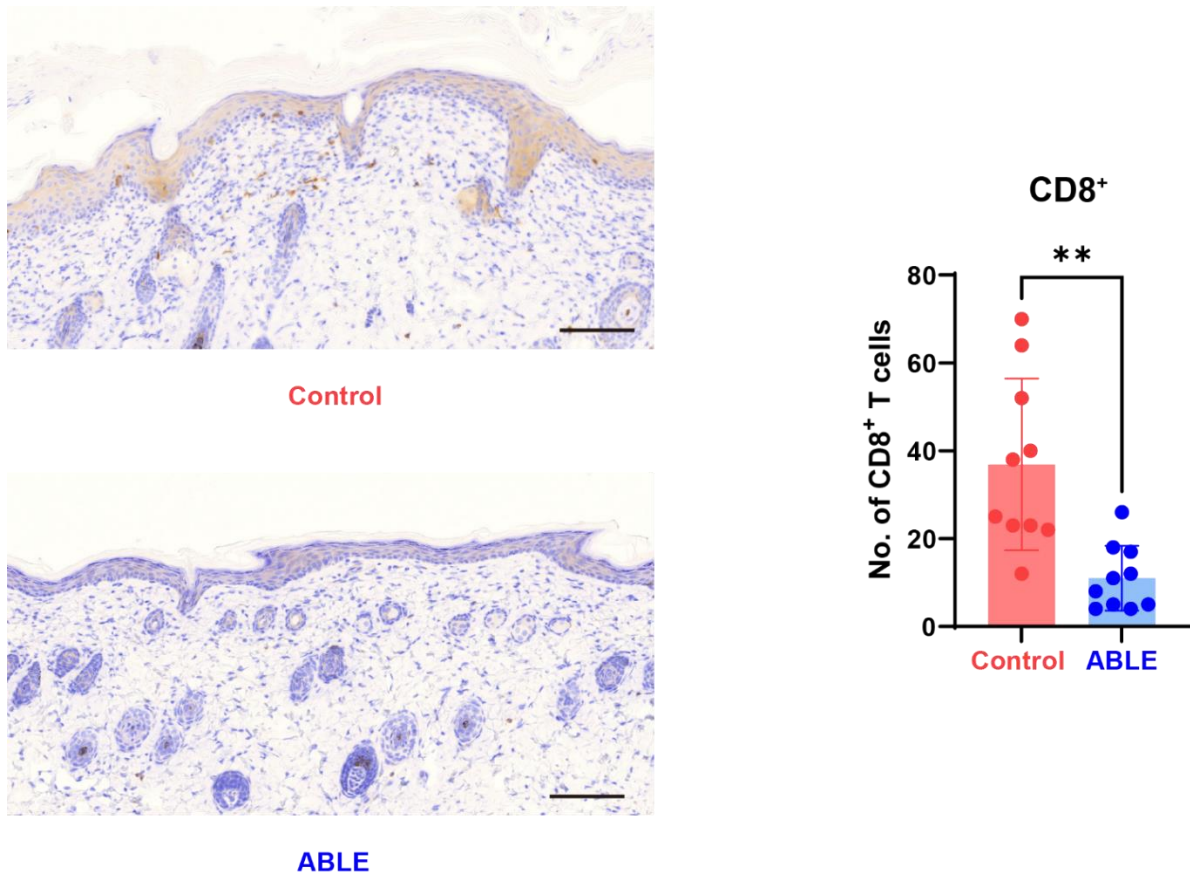 Control
ABLE
CD8⁺
**
No. of CD8⁺ T cells
80
60
40
20
0
Control
ABLE